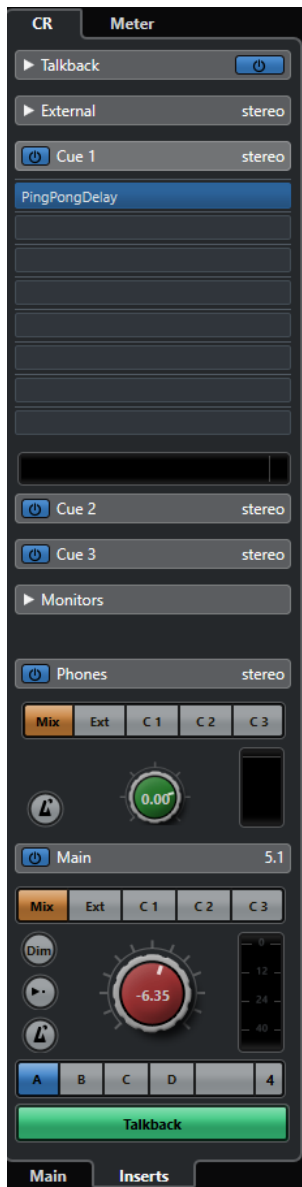 CR Meter
Talkback
External stereo
Cue 1 stereo
PingPongDelay
Cue 2 stereo
Cue 3 stereo
Monitors
Phones stereo
Mix Ext C 1 C 2 C 3
0.00
Main 5.1
Mix Ext C 1 C 2 C 3
Dim
0
12
-6.35
24
40
A B C D 4
Talkback
Main Inserts